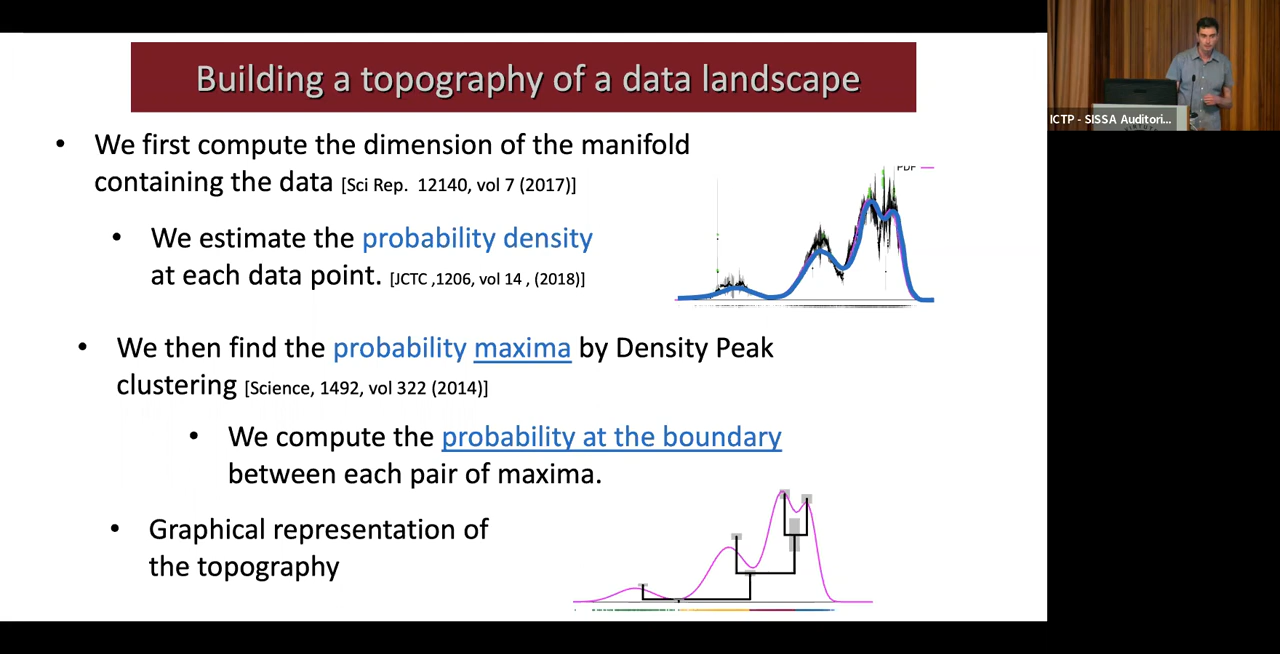 Building a topography of a data landscape
ICTP - SISSA Auditori...
• We first compute the dimension of the manifold
containing the data [Sci Rep. 12140, vol 7 (2017)]
PDF
• We estimate the probability density
at each data point. [JCTC ,1206, vol 14 , (2018)]
• We then find the probability maxima by Density Peak
clustering [Science, 1492, vol 322 (2014)]
• We compute the probability at the boundary
between each pair of maxima.
• Graphical representation of
the topography